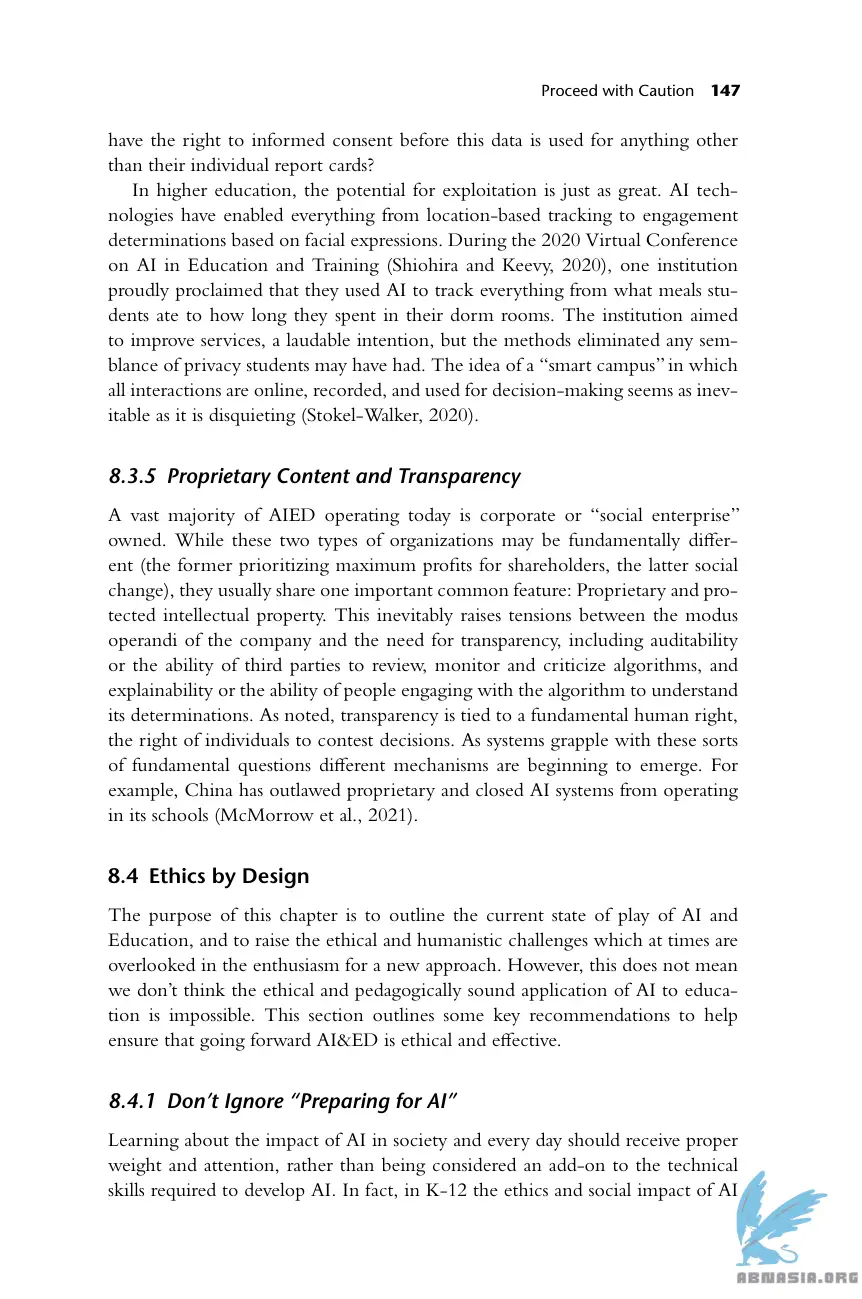 Proceed with Caution 147
have the right to informed consent before this data is used for anything other
than their individual report cards?
In higher education, the potential for exploitation is just as great. AI tech-
nologies have enabled everything from location-based tracking to engagement
determinations based on facial expressions. During the 2020 Virtual Conference
on AI in Education and Training (Shiohira and Keevy, 2020), one institution
proudly proclaimed that they used AI to track everything from what meals stu-
dents ate to how long they spent in their dorm rooms. The institution aimed
to improve services, a laudable intention, but the methods eliminated any sem-
blance of privacy students may have had. The idea of a “smart campus” in which
all interactions are online, recorded, and used for decision-making seems as inev-
itable as it is disquieting (Stokel-Walker, 2020).
8.3.5 Proprietary Content and Transparency
A vast majority of AIED operating today is corporate or “social enterprise”
owned. While these two types of organizations may be fundamentally differ-
ent (the former prioritizing maximum profits for shareholders, the latter social
change), they usually share one important common feature: Proprietary and pro-
tected intellectual property. This inevitably raises tensions between the modus
operandi of the company and the need for transparency, including auditability
or the ability of third parties to review, monitor and criticize algorithms, and
explainability or the ability of people engaging with the algorithm to understand
its determinations. As noted, transparency is tied to a fundamental human right,
the right of individuals to contest decisions. As systems grapple with these sorts
of fundamental questions different mechanisms are beginning to emerge. For
example, China has outlawed proprietary and closed AI systems from operating
in its schools (McMorrow et al., 2021).
8.4 Ethics by Design
The purpose of this chapter is to outline the current state of play of AI and
Education, and to raise the ethical and humanistic challenges which at times are
overlooked in the enthusiasm for a new approach. However, this does not mean
we don’t think the ethical and pedagogically sound application of AI to educa-
tion is impossible. This section outlines some key recommendations to help
ensure that going forward AI&ED is ethical and effective.
8.4.1 Don’t Ignore “Preparing for AI”
Learning about the impact of AI in society and every day should receive proper
weight and attention, rather than being considered an add-on to the technical
skills required to develop AI. In fact, in K-12 the ethics and social impact of AI
ABNASIA.ORG